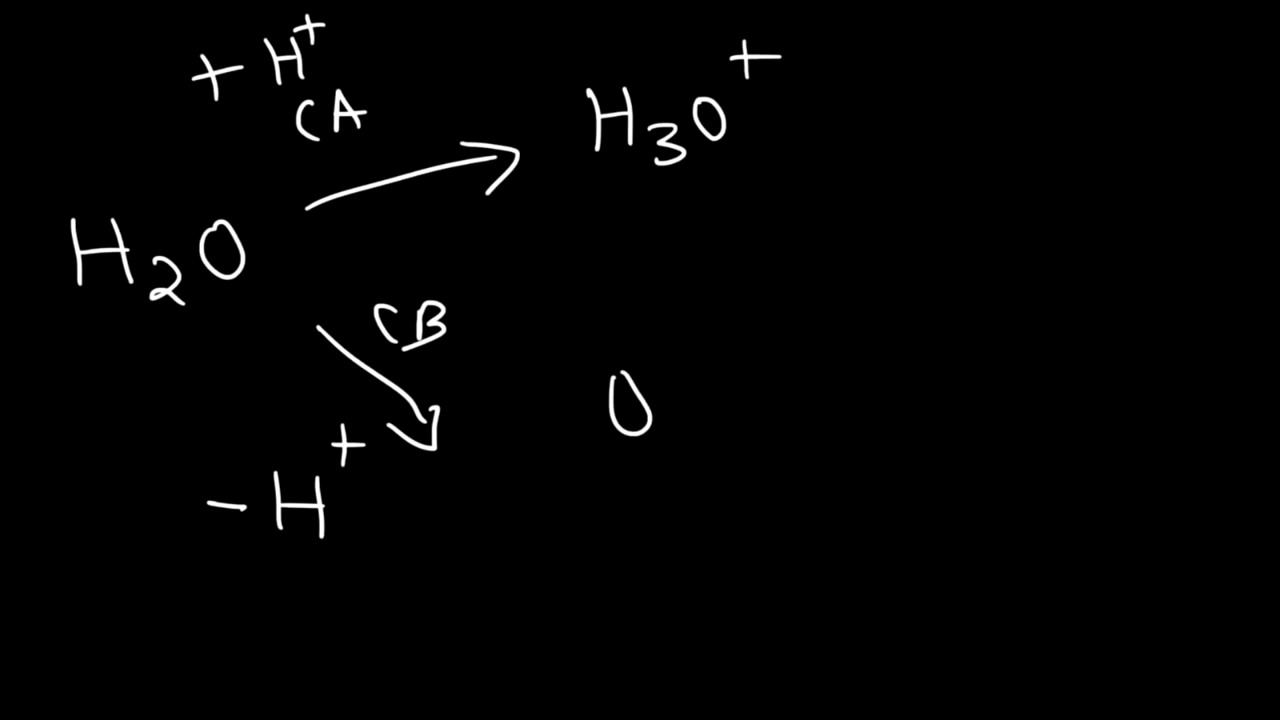 + H⁺
CA
H₃O⁺
H₂O
CB
O
- H⁺